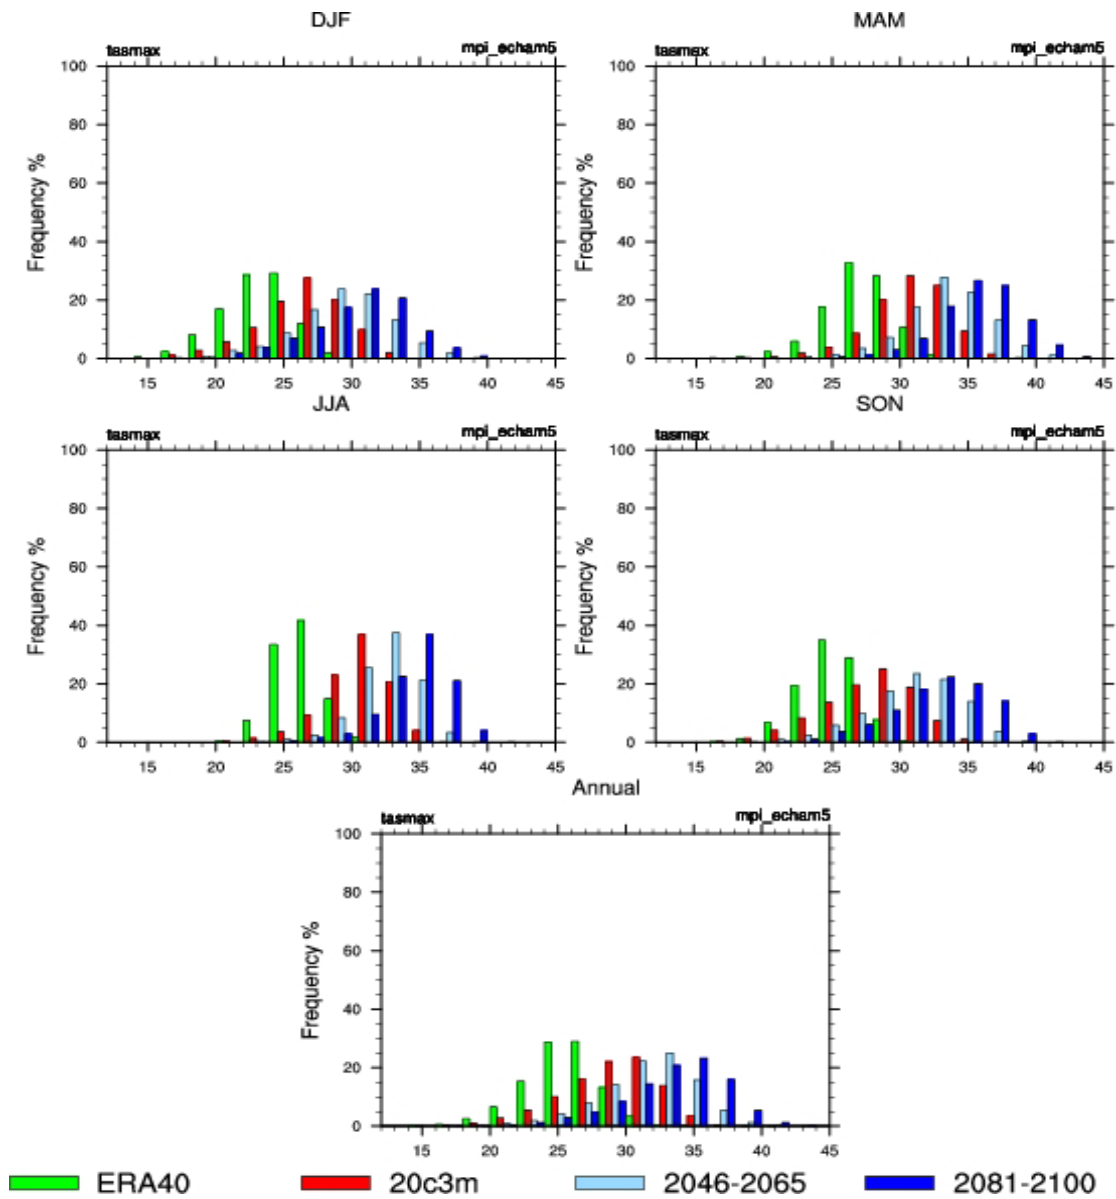 DJF MAM
tasmax mpi_echam5 tasmax mpi_echam5
100 100
80 80
60 60
40 40
20 20
0 0
Frequency % Frequency %
15 20 25 30 35 40 45 15 20 25 30 35 40 45
JJA SON
tasmax mpi_echam5 tasmax mpi_echam5
100 100
80 80
60 60
40 40
20 20
0 0
Frequency % Frequency %
15 20 25 30 35 40 45 15 20 25 30 35 40 45
Annual
tasmax mpi_echam5
100
80
60
40
20
0
Frequency %
15 20 25 30 35 40 45
ERA40 20c3m 2046-2065 2081-2100